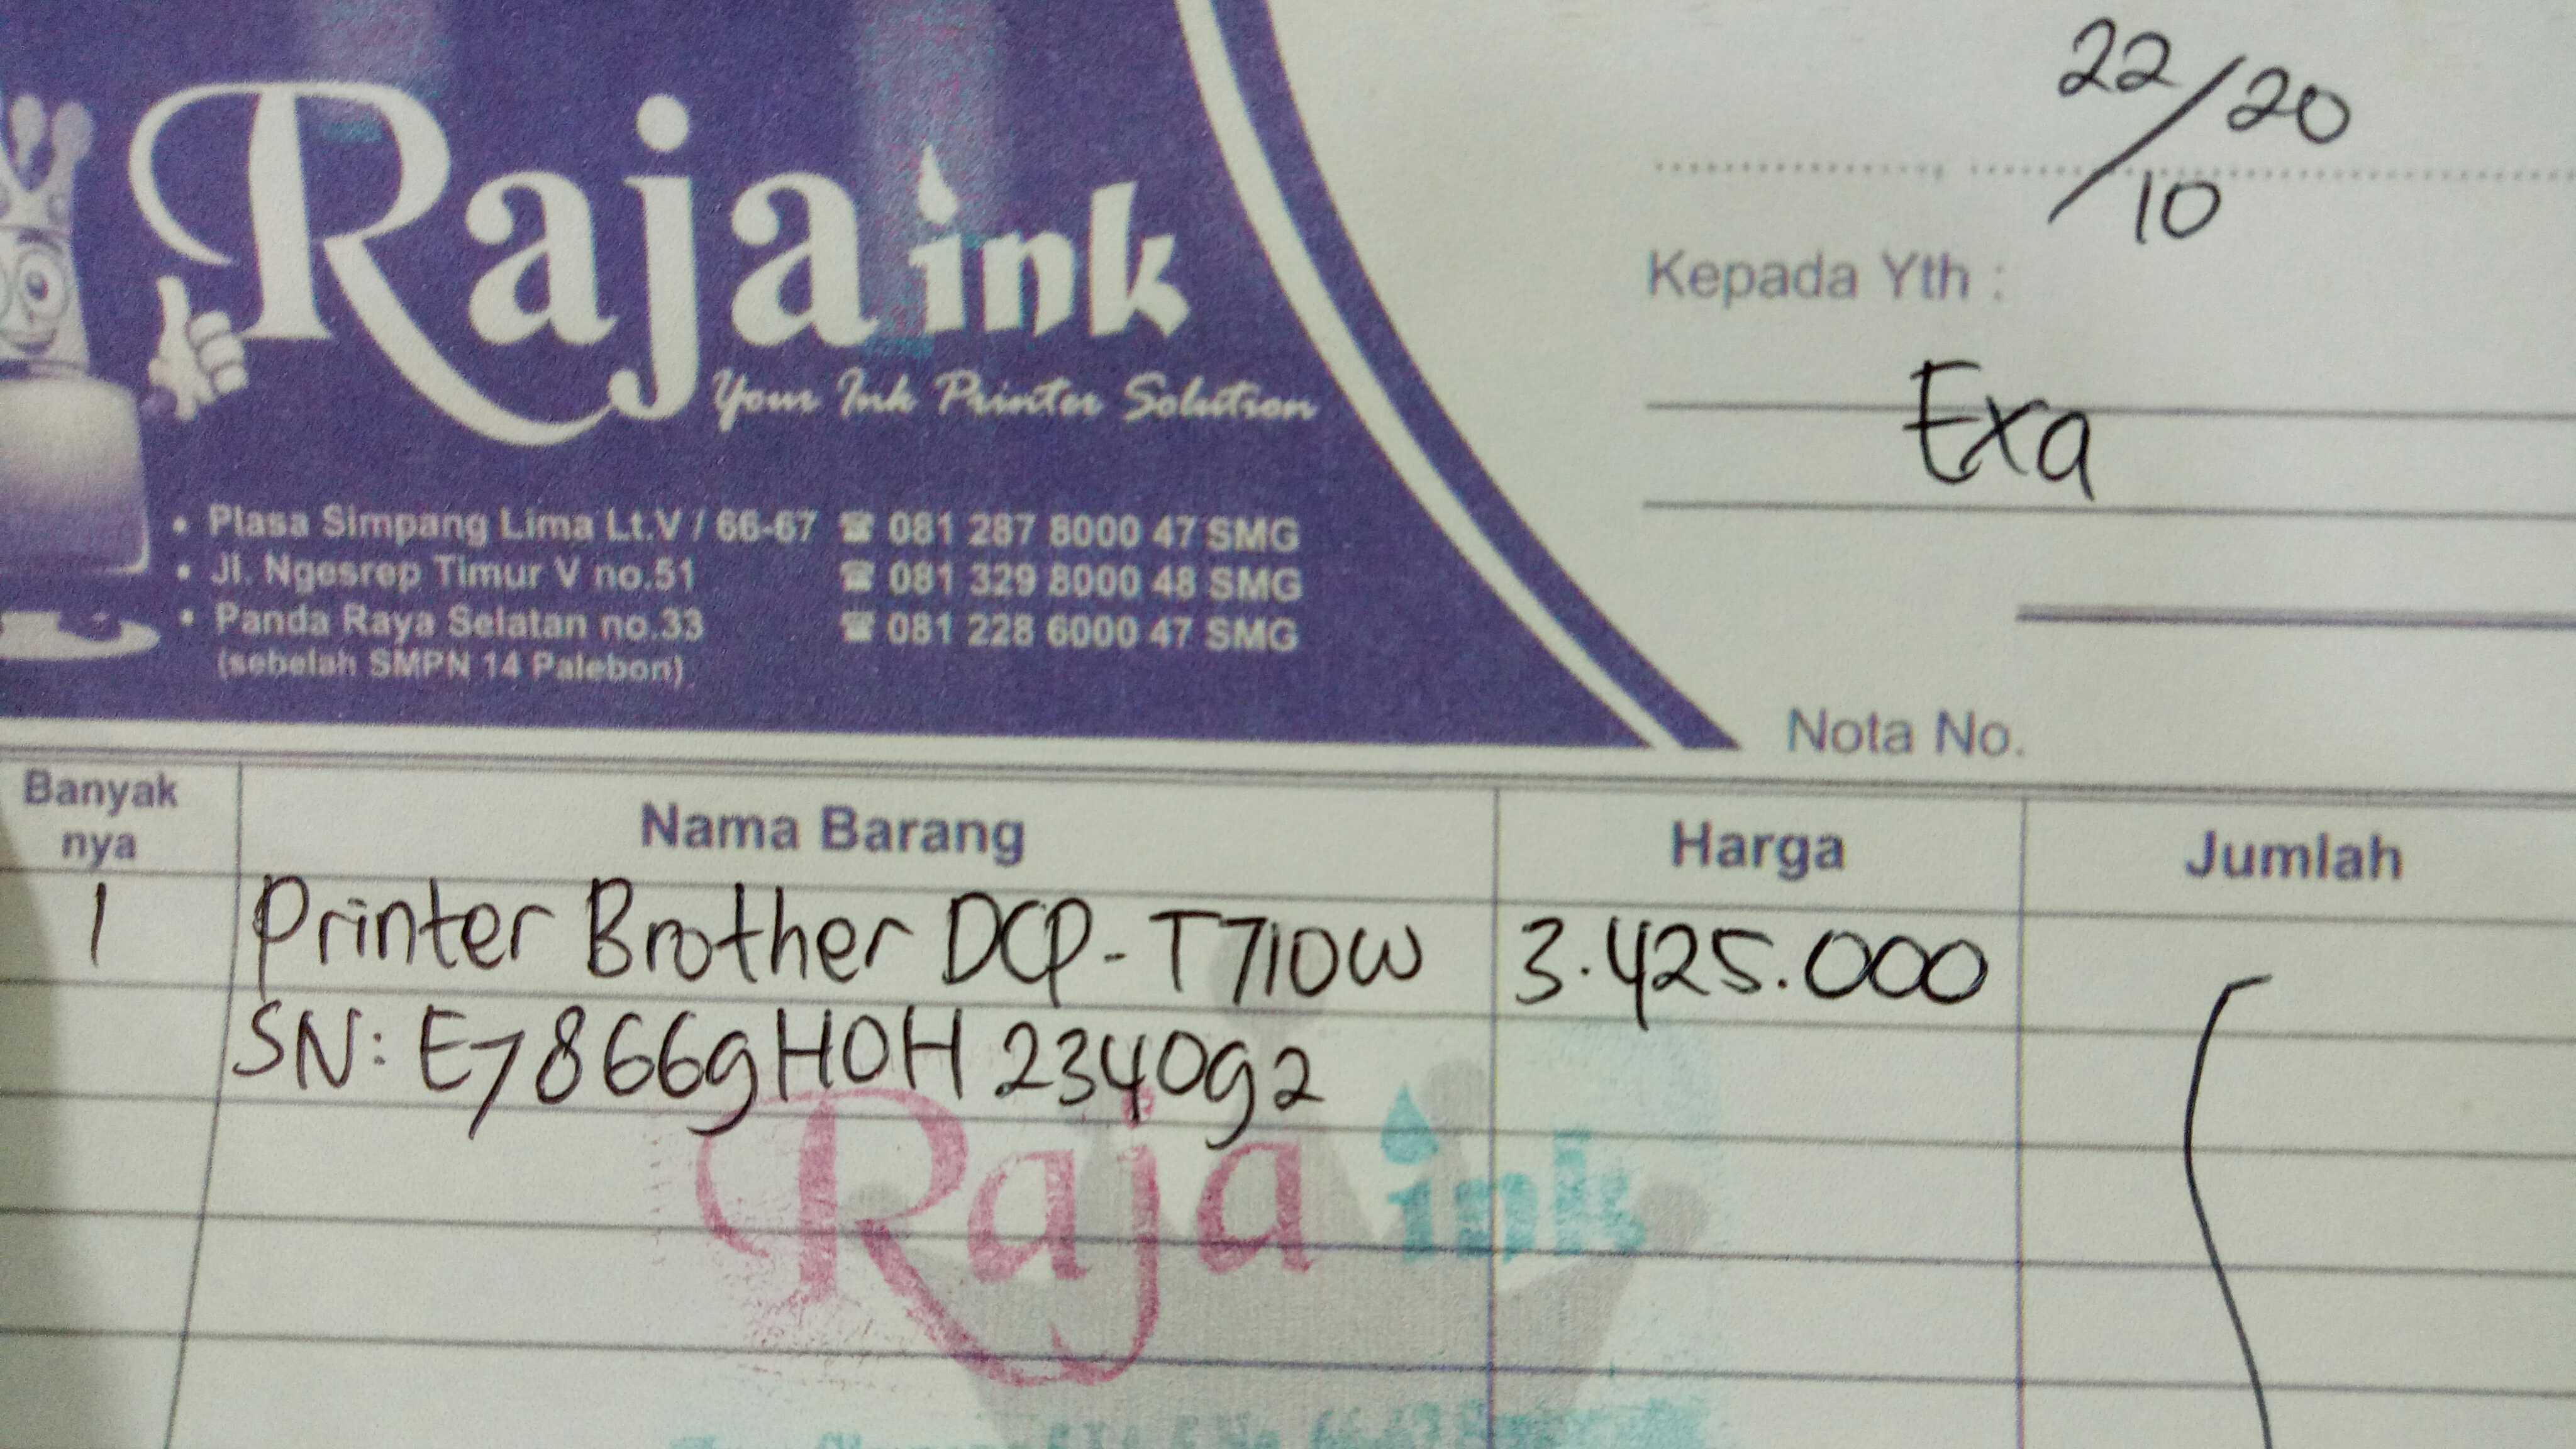 Raja ink
Your Ink Printer Solution
• Plasa Simpang Lima Lt.V / 66-67 ☎ 081 287 8000 47 SMG
• Jl. Ngesrep Timur V no.51 ☎ 081 329 8000 48 SMG
• Panda Raya Selatan no.33 ☎ 081 228 6000 47 SMG
(sebelah SMPN 14 Palebon)
22/10/20
Kepada Yth :
Exa
Nota No.
Banyak nya Nama Barang Harga Jumlah
1 Printer Brother DCP-T710W 3.425.000
SN: E78669H0H234092
Raja ink